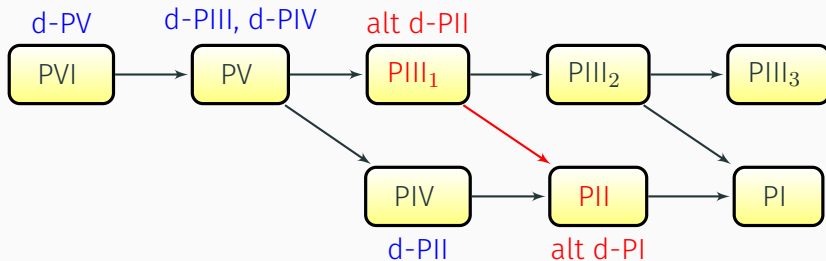 d-PV d-PIII, d-PIV alt d-PII
PVI PV PIII₁ PIII₂ PIII₃
PIV PII PI
d-PII alt d-PI